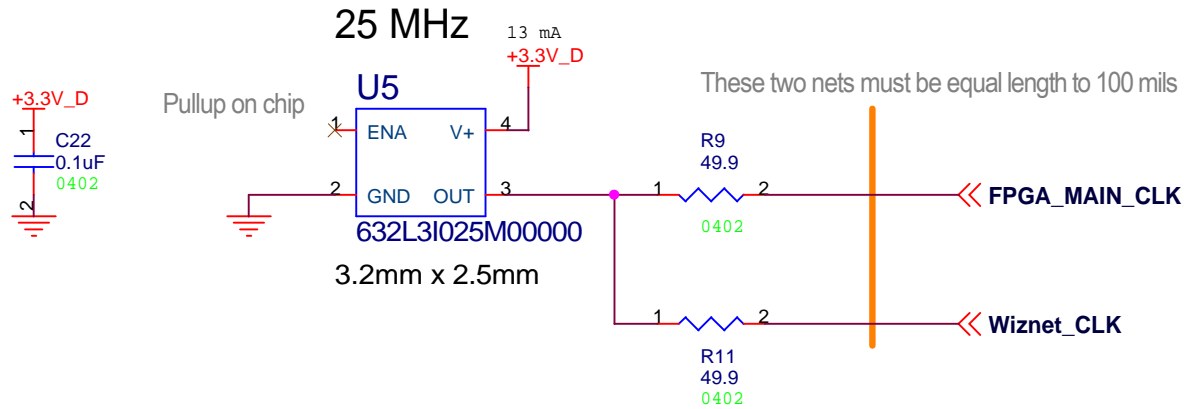 25 MHz
13 mA
+3.3V_D
U5
These two nets must be equal length to 100 mils
+3.3V_D
Pullup on chip
1
C22
0.1uF
0402
2
1
ENA
V+
4
2
GND
OUT
3
632L3I025M00000
3.2mm x 2.5mm
R9
49.9
1
2
0402
FPGA_MAIN_CLK
1
2
Wiznet_CLK
R11
49.9
0402